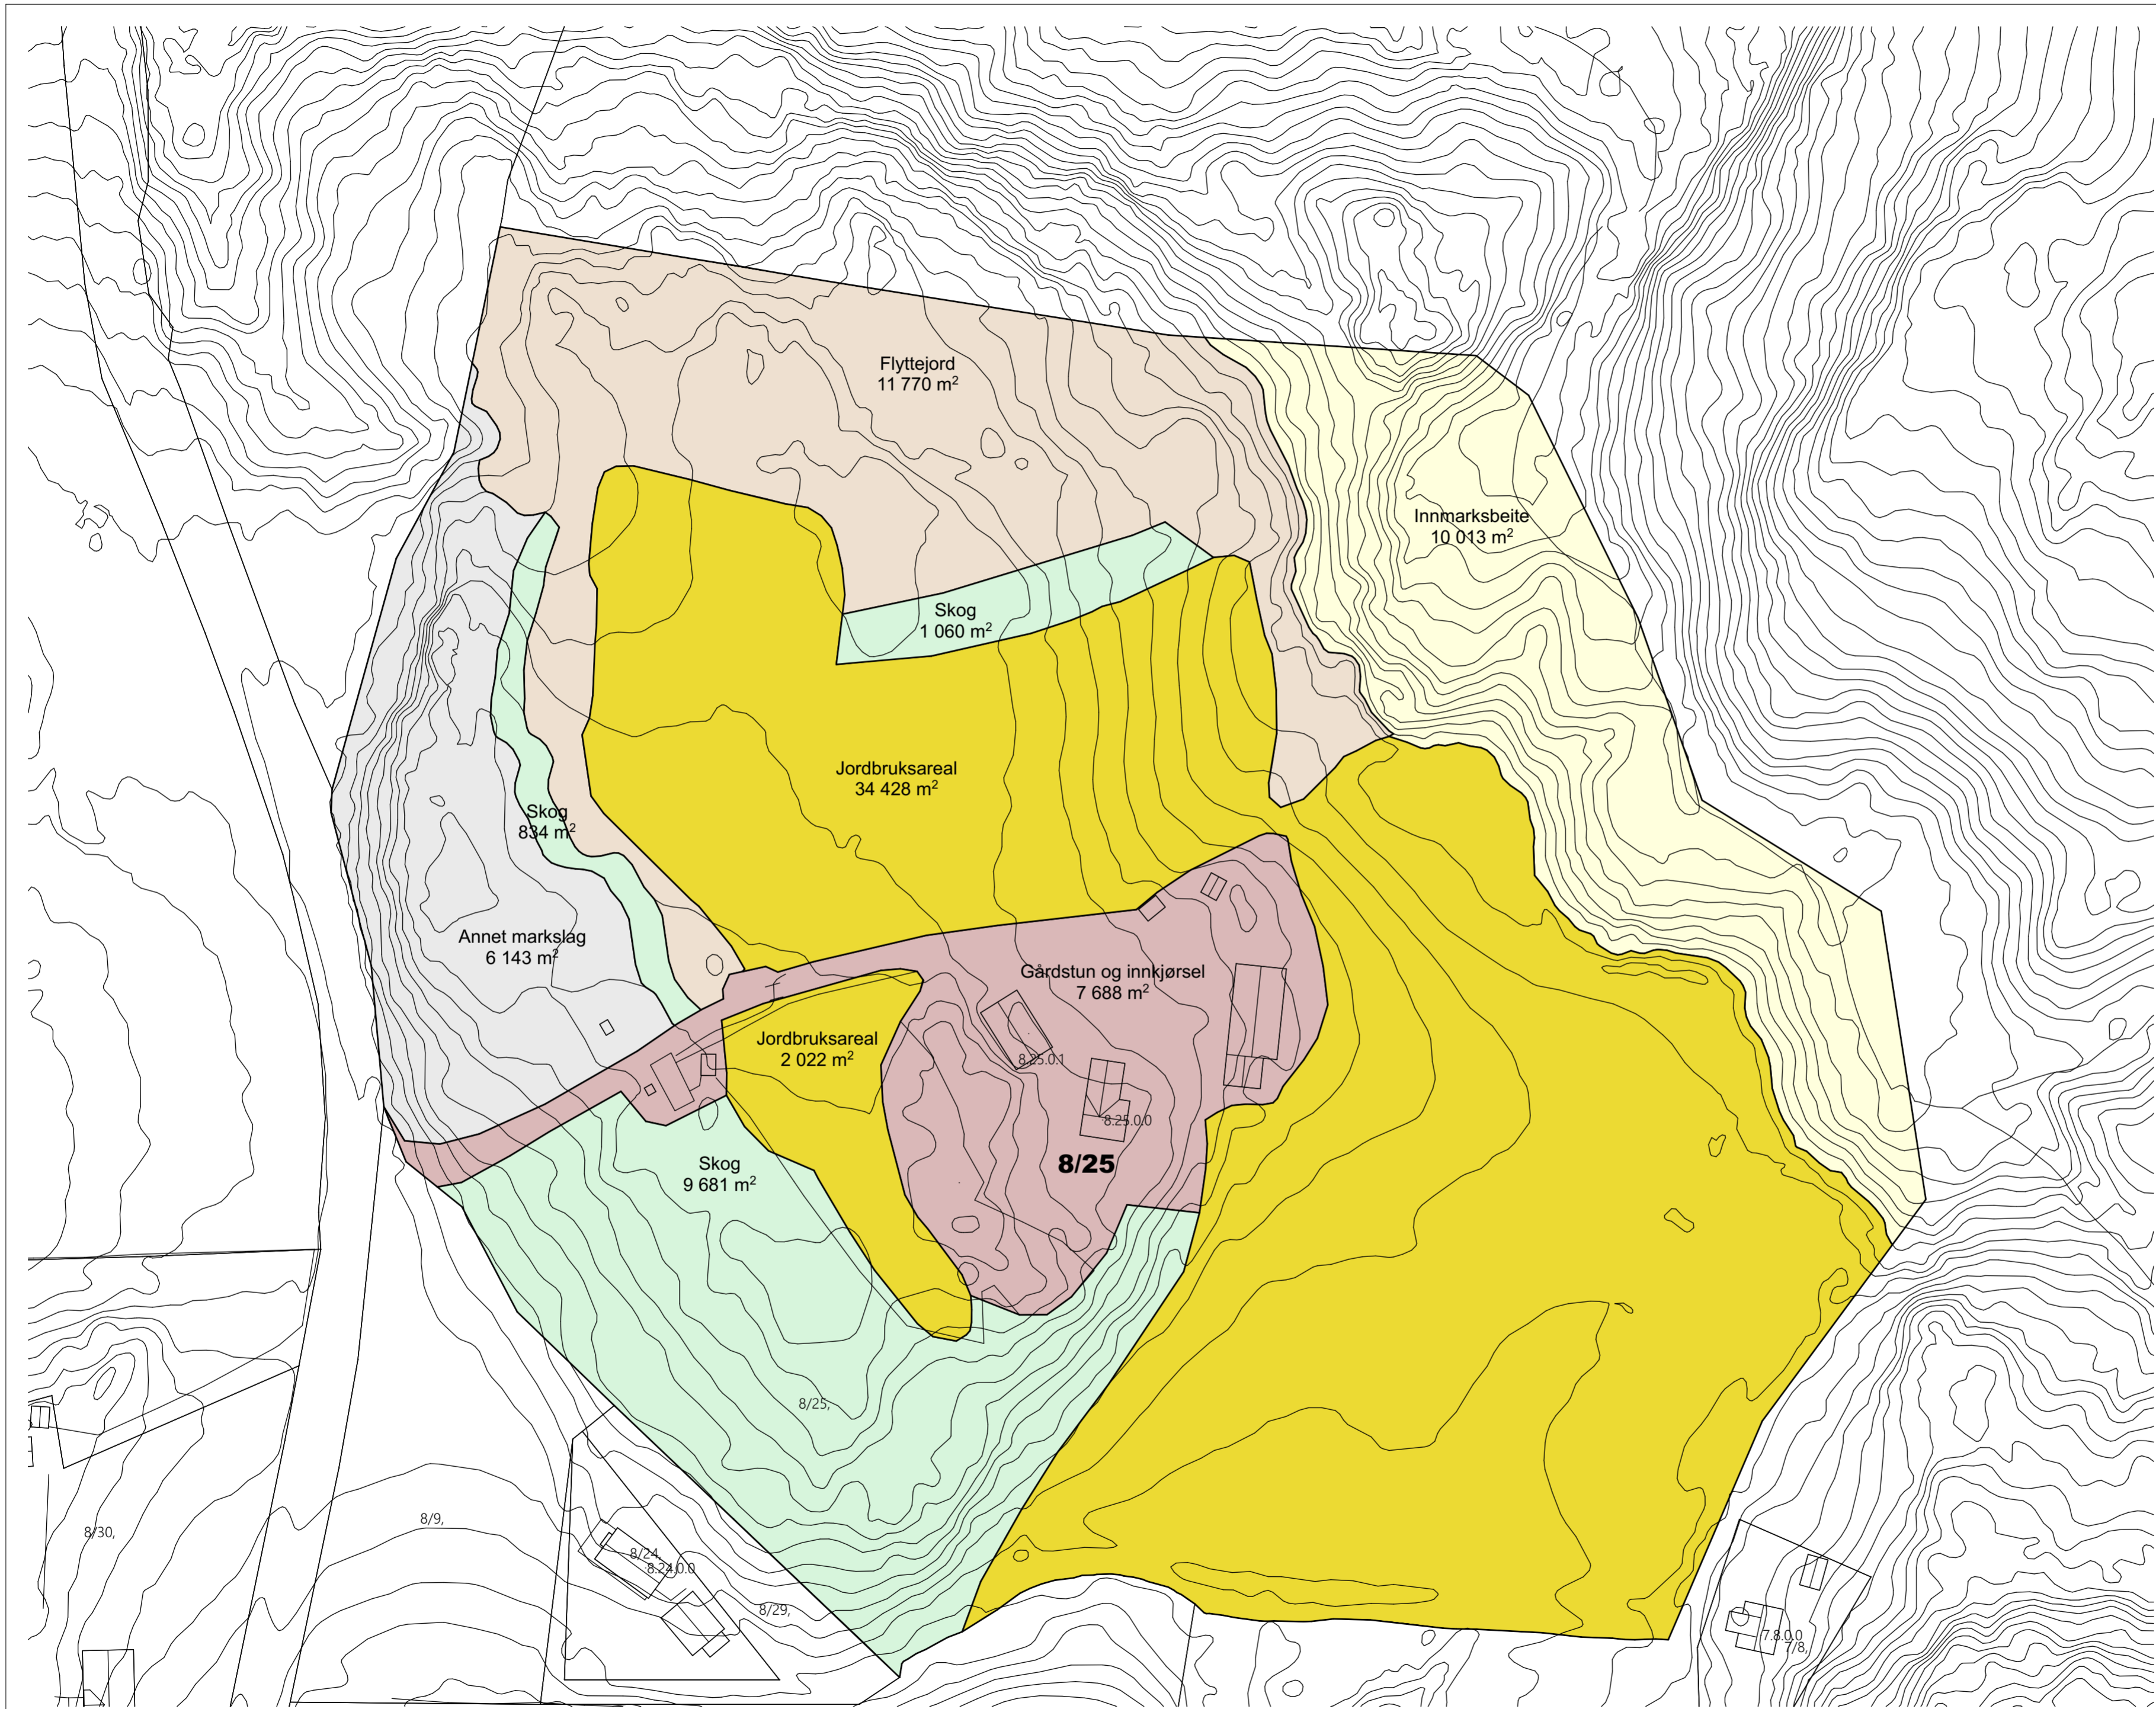 Flyttejord
11 770 m²
Innmarksbeite
10 013 m²
Skog
1 060 m²
Jordbruksareal
34 428 m²
Skog
834 m²
Annet markslag
6 143 m²
Gårdstun og innkjørsel
7 688 m²
Jordbruksareal
2 022 m²
8.25.0.1
8.25.0.0
8/25
Skog
9 681 m²
8/25,
8/9,
8/30,
8/24,
8.24.0.0
8/29,
7.8.0.0
7/8,